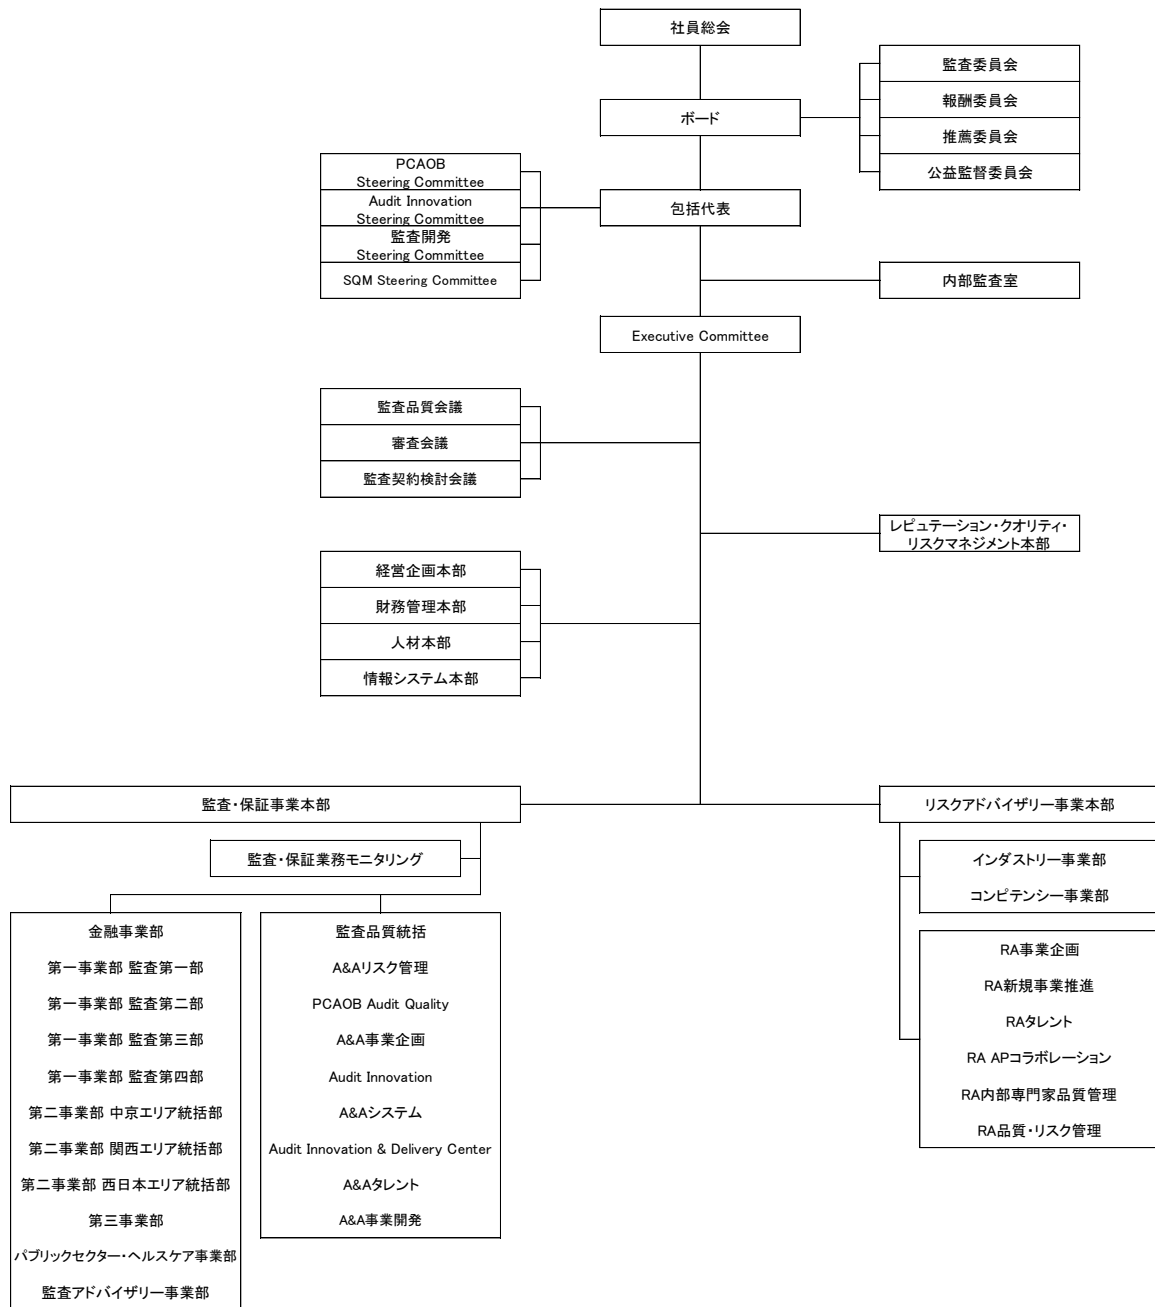 社員総会
ボード
監査委員会
報酬委員会
推薦委員会
公益監督委員会
PCAOB
Steering Committee
Audit Innovation
Steering Committee
監査開発
Steering Committee
SQM Steering Committee
包括代表
内部監査室
Executive Committee
監査品質会議
審査会議
監査契約検討会議
レピュテーション・クオリティ・
リスクマネジメント本部
経営企画本部
財務管理本部
人材本部
情報システム本部
監査・保証事業本部
監査・保証業務モニタリング
金融事業部
第一事業部 監査第一部
第一事業部 監査第二部
第一事業部 監査第三部
第一事業部 監査第四部
第二事業部 中京エリア統括部
第二事業部 関西エリア統括部
第二事業部 西日本エリア統括部
第三事業部
パブリックセクター・ヘルスケア事業部
監査アドバイザリー事業部
監査品質統括
A&Aリスク管理
PCAOB Audit Quality
A&A事業企画
Audit Innovation
A&Aシステム
Audit Innovation & Delivery Center
A&Aタレント
A&A事業開発
リスクアドバイザリー事業本部
インダストリー事業部
コンピテンシー事業部
RA事業企画
RA新規事業推進
RAタレント
RA APコラボレーション
RA内部専門家品質管理
RA品質・リスク管理